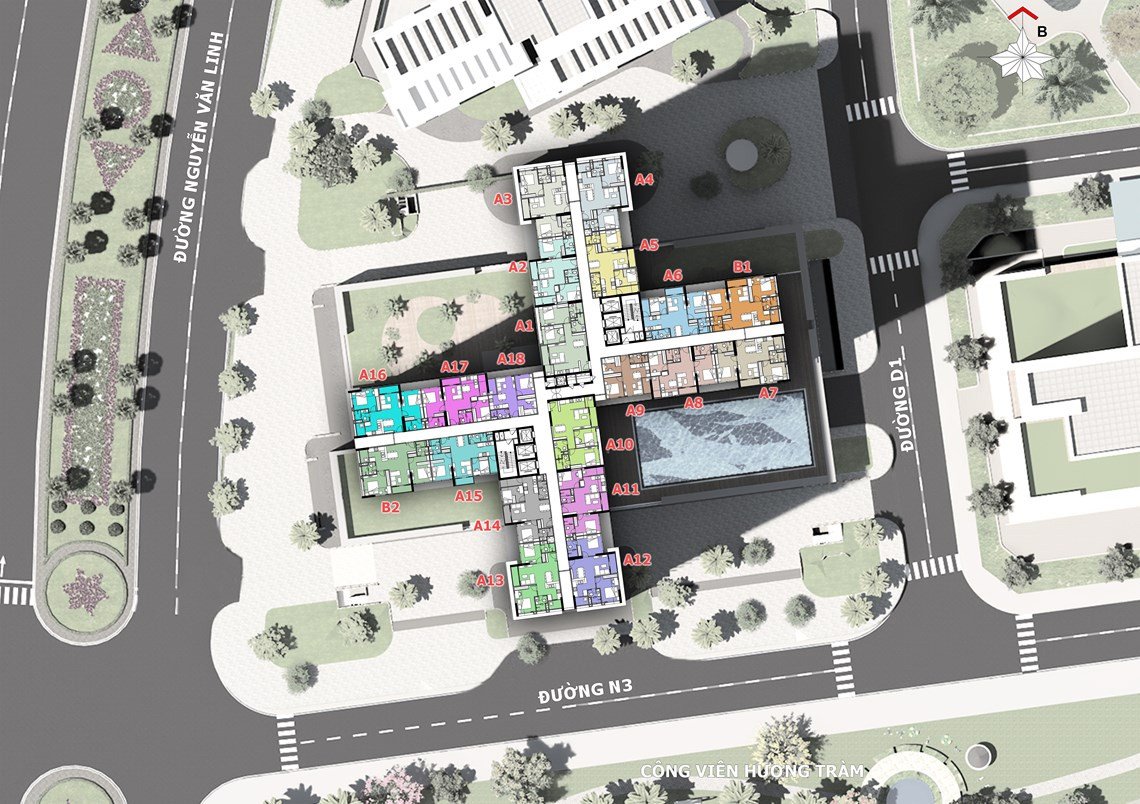 B
ĐƯỜNG NGUYỄN VĂN LINH
A3
A4
A5
A2
A6
B1
A1
A18
A17
A16
A9
A8
A7
ĐƯỜNG D1
A10
A11
A15
B2
A14
A12
A13
ĐƯỜNG N3
CÔNG VIÊN HƯƠNG TRÀM